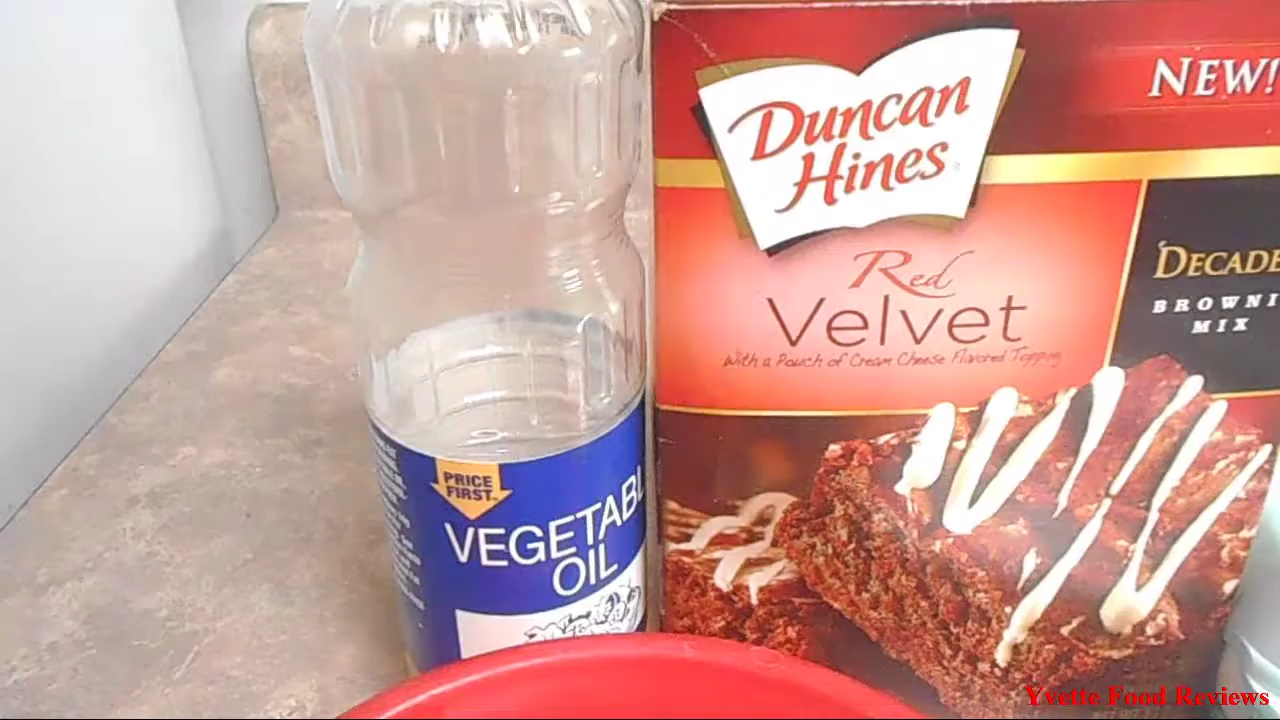 NEW!
Duncan
Hines
Red
Velvet
With a Pouch of Cream Cheese Flavored Topping
DECADE
BROWNI
MIX
PRICE
FIRST™
VEGETABL
OIL
Yvette Food Reviews